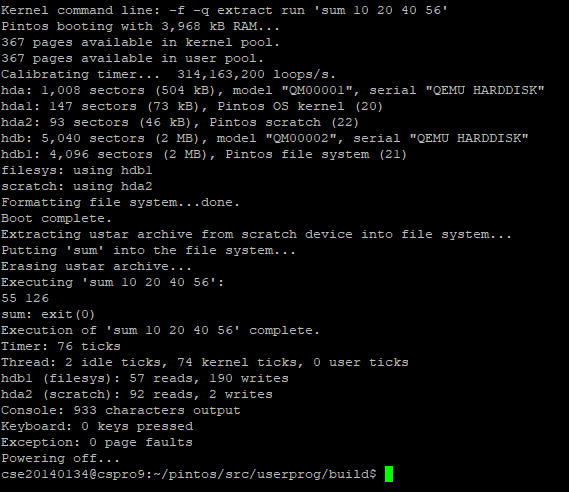 Kernel command line: -f -q extract run 'sum 10 20 40 56'
Pintos booting with 3,968 kB RAM...
367 pages available in kernel pool.
367 pages available in user pool.
Calibrating timer...  314,163,200 loops/s.
hda: 1,008 sectors (504 kB), model "QM00001", serial "QEMU HARDDISK"
hda1: 147 sectors (73 kB), Pintos OS kernel (20)
hda2: 93 sectors (46 kB), Pintos scratch (22)
hdb: 5,040 sectors (2 MB), model "QM00002", serial "QEMU HARDDISK"
hdb1: 4,096 sectors (2 MB), Pintos file system (21)
filesys: using hdb1
scratch: using hda2
Formatting file system...done.
Boot complete.
Extracting ustar archive from scratch device into file system...
Putting 'sum' into the file system...
Erasing ustar archive...
Executing 'sum 10 20 40 56':
55 126
sum: exit(0)
Execution of 'sum 10 20 40 56' complete.
Timer: 76 ticks
Thread: 2 idle ticks, 74 kernel ticks, 0 user ticks
hdb1 (filesys): 57 reads, 190 writes
hda2 (scratch): 92 reads, 2 writes
Console: 933 characters output
Keyboard: 0 keys pressed
Exception: 0 page faults
Powering off...
cse20140134@cspro9:~/pintos/src/userprog/build$